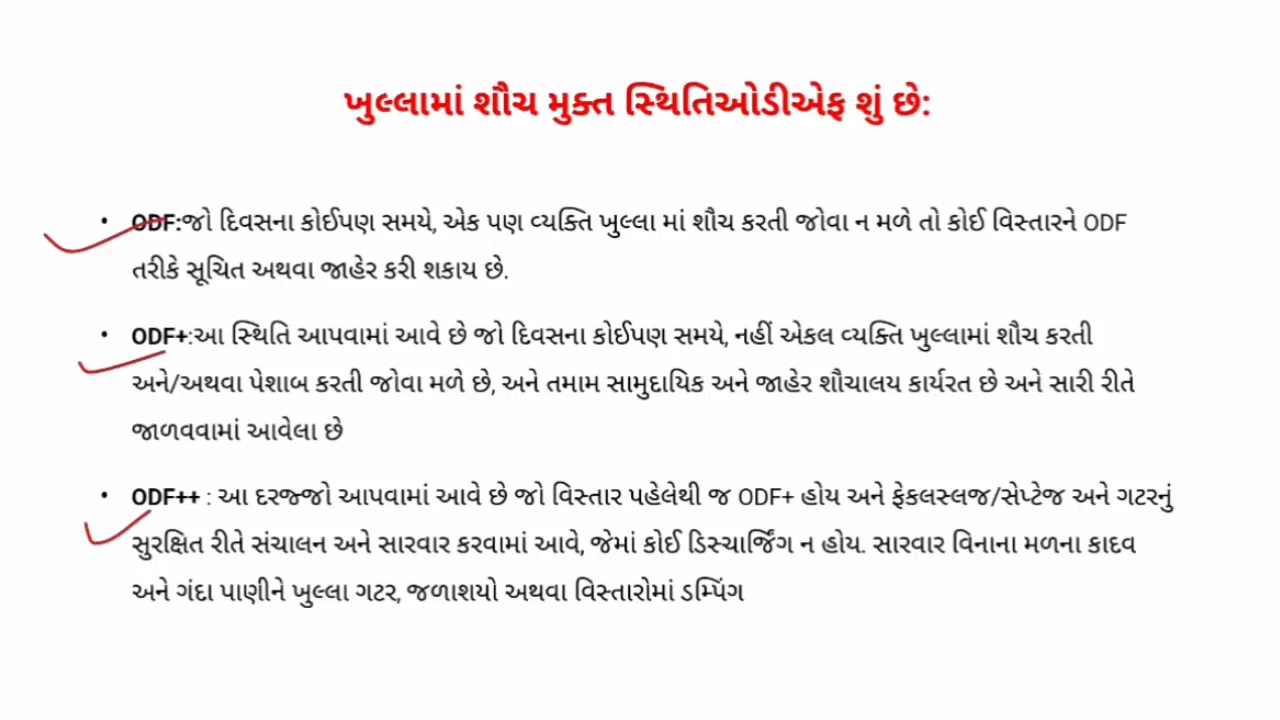 ખુલ્લામાં શૌચ મુક્ત સ્થિતિઓડીએફ શું છે:
• ODF:જો દિવસના કોઈપણ સમયે, એક પણ વ્યક્તિ ખુલ્લા માં શૌચ કરતી જોવા ન મળે તો કોઈ વિસ્તારને ODF
તરીકે સૂચિત અથવા જાહેર કરી શકાય છે.
• ODF+:આ સ્થિતિ આપવામાં આવે છે જો દિવસના કોઈપણ સમયે, નહીં એકલ વ્યક્તિ ખુલ્લામાં શૌચ કરતી
અને/અથવા પેશાબ કરતી જોવા મળે છે, અને તમામ સામુદાયિક અને જાહેર શૌચાલય કાર્યરત છે અને સારી રીતે
જાળવવામાં આવેલા છે
• ODF++ : આ દરજ્જો આપવામાં આવે છે જો વિસ્તાર પહેલેથી જ ODF+ હોય અને ફેકલસ્લજ/સેપ્ટેજ અને ગટરનું
સુરક્ષિત રીતે સંચાલન અને સારવાર કરવામાં આવે, જેમાં કોઈ ડિસ્ચાર્જિંગ ન હોય. સારવાર વિનાના મળના કાદવ
અને ગંદા પાણીને ખુલ્લા ગટર, જળાશયો અથવા વિસ્તારોમાં ડમ્પિંગ